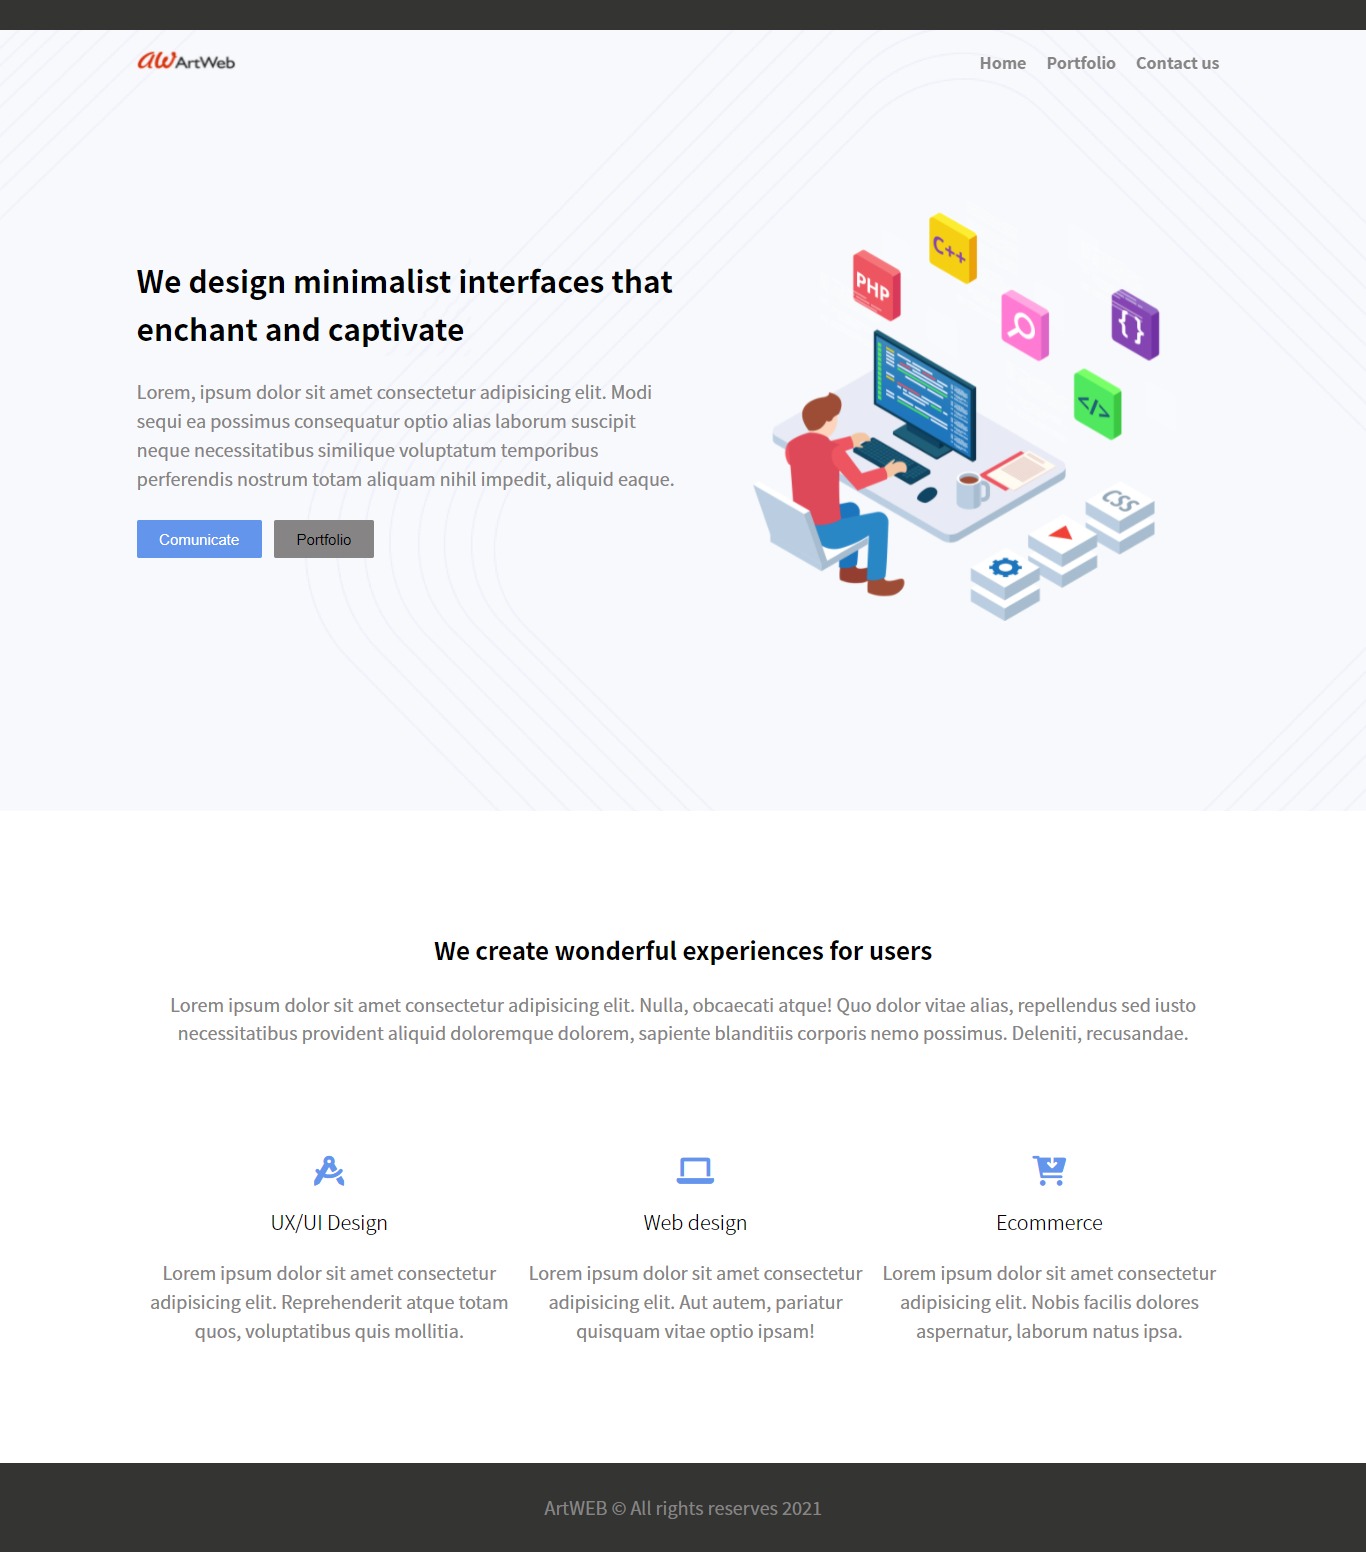 aw ArtWeb
Home Portfolio Contact us
We design minimalist interfaces that
enchant and captivate
Lorem, ipsum dolor sit amet consectetur adipisicing elit. Modi
sequi ea possimus consequatur optio alias laborum suscipit
neque necessitatibus similique voluptatum temporibus
perferendis nostrum totam aliquam nihil impedit, aliquid eaque.
Comunicate Portfolio
C++
PHP
{}
</>
CSS
We create wonderful experiences for users
Lorem ipsum dolor sit amet consectetur adipisicing elit. Nulla, obcaecati atque! Quo dolor vitae alias, repellendus sed iusto
necessitatibus provident aliquid doloremque dolorem, sapiente blanditiis corporis nemo possimus. Deleniti, recusandae.
UX/UI Design
Lorem ipsum dolor sit amet consectetur
adipisicing elit. Reprehenderit atque totam
quos, voluptatibus quis mollitia.
Web design
Lorem ipsum dolor sit amet consectetur
adipisicing elit. Aut autem, pariatur
quisquam vitae optio ipsam!
Ecommerce
Lorem ipsum dolor sit amet consectetur
adipisicing elit. Nobis facilis dolores
aspernatur, laborum natus ipsa.
ArtWEB © All rights reserves 2021